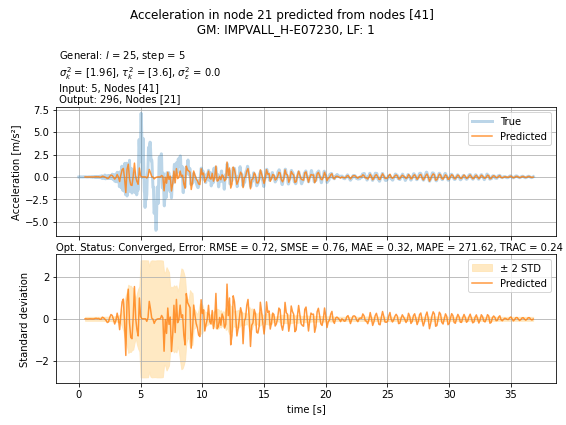 Acceleration in node 21 predicted from nodes [41]
GM: IMPVALL_H-E07230, LF: 1
General: l = 25, step = 5
σ²ₖ = [1.96], τ²ₖ = [3.6], σ²ε = 0.0
Input: 5, Nodes [41]
Output: 296, Nodes [21]
Acceleration [m/s²]
7.5
5.0
2.5
0.0
−2.5
−5.0
True
Predicted
Opt. Status: Converged, Error: RMSE = 0.72, SMSE = 0.76, MAE = 0.32, MAPE = 271.62, TRAC = 0.24
Standard deviation
2
0
−2
± 2 STD
Predicted
0 5 10 15 20 25 30 35
time [s]